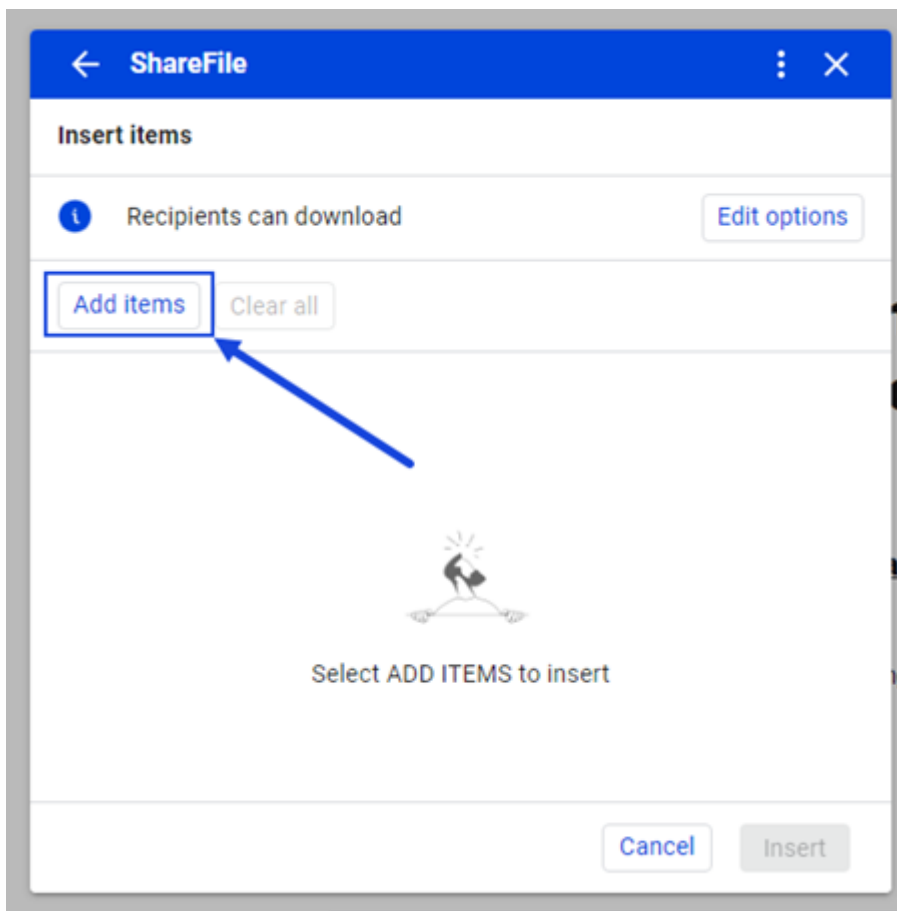 ShareFile
Insert items
Recipients can download
Edit options
Add items
Clear all
Select ADD ITEMS to insert
Cancel
Insert